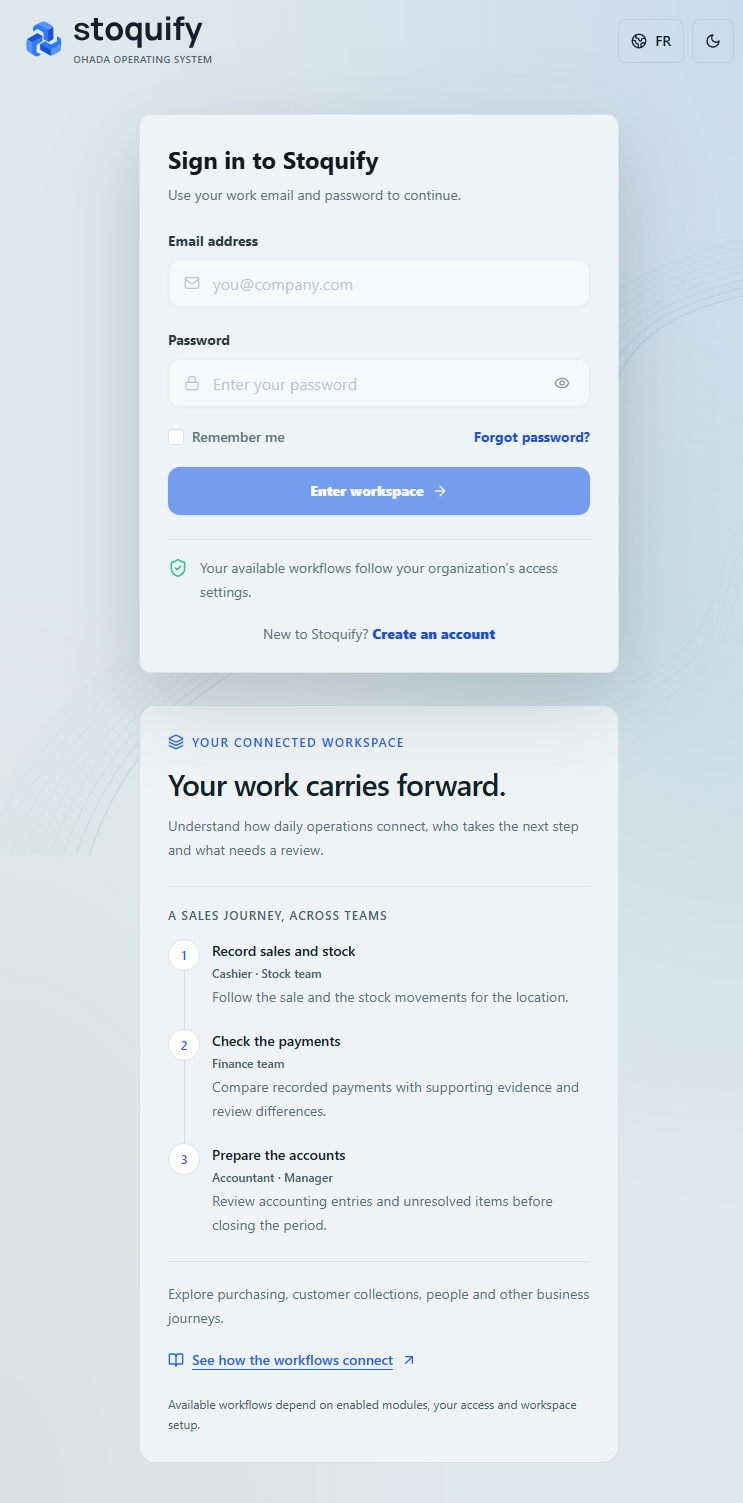 stoquify
OHADA OPERATING SYSTEM
FR
Sign in to Stoquify
Use your work email and password to continue.
Email address
you@company.com
Password
Enter your password
Remember me
Forgot password?
Enter workspace →
Your available workflows follow your organization’s access
settings.
New to Stoquify? Create an account
YOUR CONNECTED WORKSPACE
Your work carries forward.
Understand how daily operations connect, who takes the next step
and what needs a review.
A SALES JOURNEY, ACROSS TEAMS
1
Record sales and stock
Cashier · Stock team
Follow the sale and the stock movements for the location.
2
Check the payments
Finance team
Compare recorded payments with supporting evidence and
review differences.
3
Prepare the accounts
Accountant · Manager
Review accounting entries and unresolved items before
closing the period.
Explore purchasing, customer collections, people and other business
journeys.
See how the workflows connect ↗
Available workflows depend on enabled modules, your access and workspace
setup.